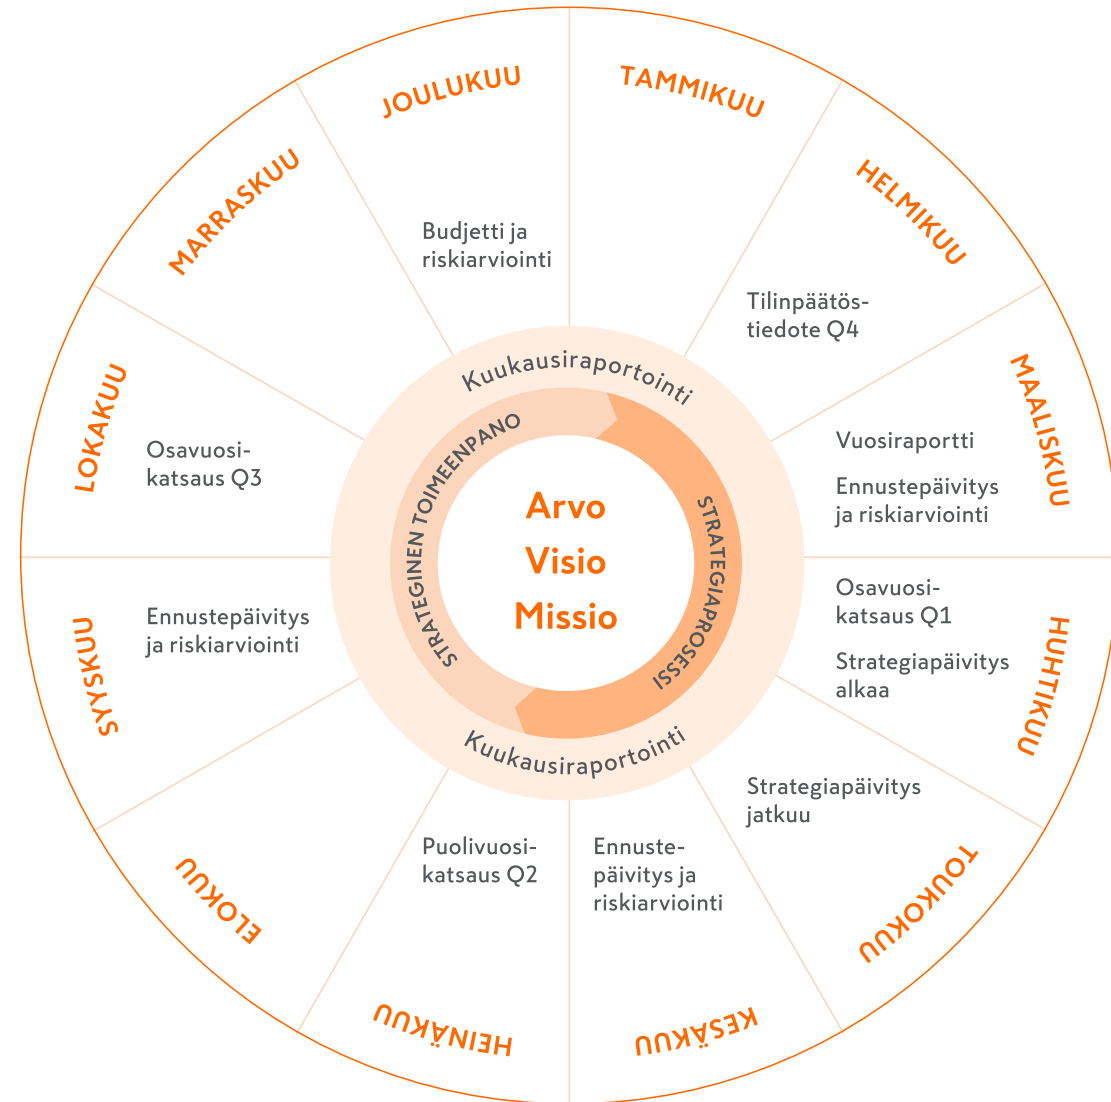 TAMMIKUU
HELMIKUU
Tilinpäätös-
tiedote Q4
MAALISKUU
Vuosiraportti
Ennustepäivitys
ja riskiarviointi
HUHTIKUU
Osavuosi-
katsaus Q1
Strategiapäivitys
alkaa
TOUKOKUU
Strategiapäivitys
jatkuu
KESÄKUU
Ennuste-
päivitys ja
riskiarviointi
HEINÄKUU
Puolivuosi-
katsaus Q2
ELOKUU
SYYSKUU
Ennustepäivitys
ja riskiarviointi
LOKAKUU
Osavuosi-
katsaus Q3
MARRASKUU
JOULUKUU
Budjetti ja
riskiarviointi
Kuukausiraportointi
STRATEGIAPROSESSI
Kuukausiraportointi
STRATEGINEN TOIMEENPANO
Arvo
Visio
Missio